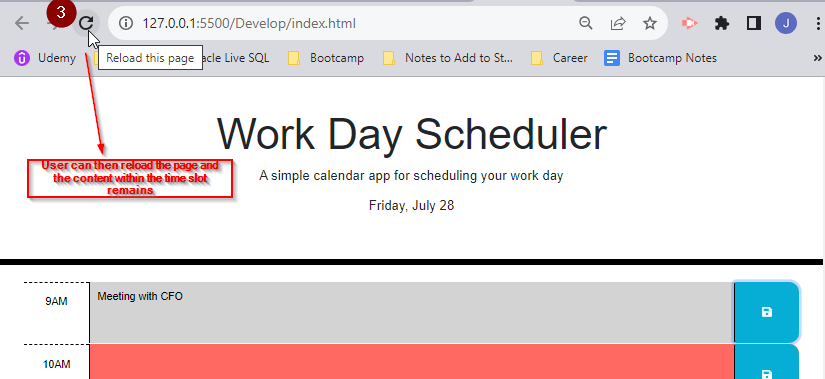 3
127.0.0.1:5500/Develop/index.html
J
Udemy
acle Live SQL
Bootcamp
Notes to Add to St...
Career
Bootcamp Notes
»
Reload this page
Work Day Scheduler
User can then reload the page and
the content within the time slot
remains
A simple calendar app for scheduling your work day
Friday, July 28
9AM
Meeting with CFO
10AM